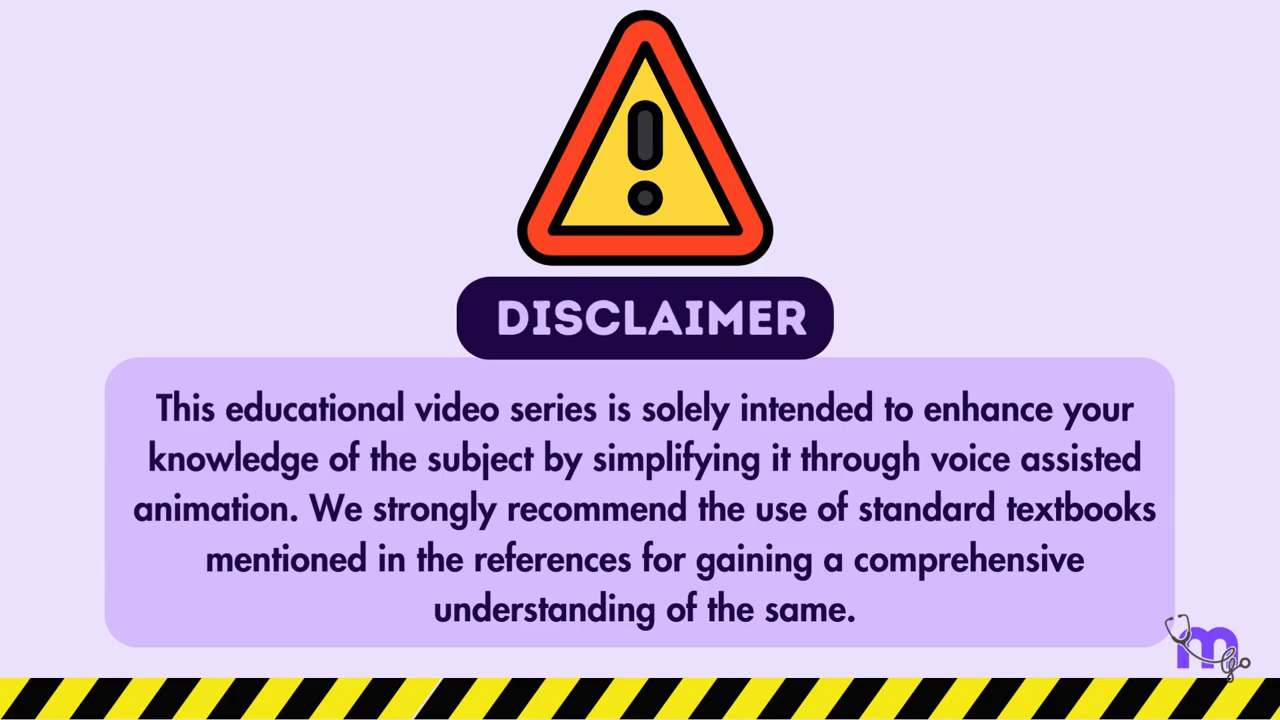 DISCLAIMER
This educational video series is solely intended to enhance your
knowledge of the subject by simplifying it through voice assisted
animation. We strongly recommend the use of standard textbooks
mentioned in the references for gaining a comprehensive
understanding of the same.
m
go